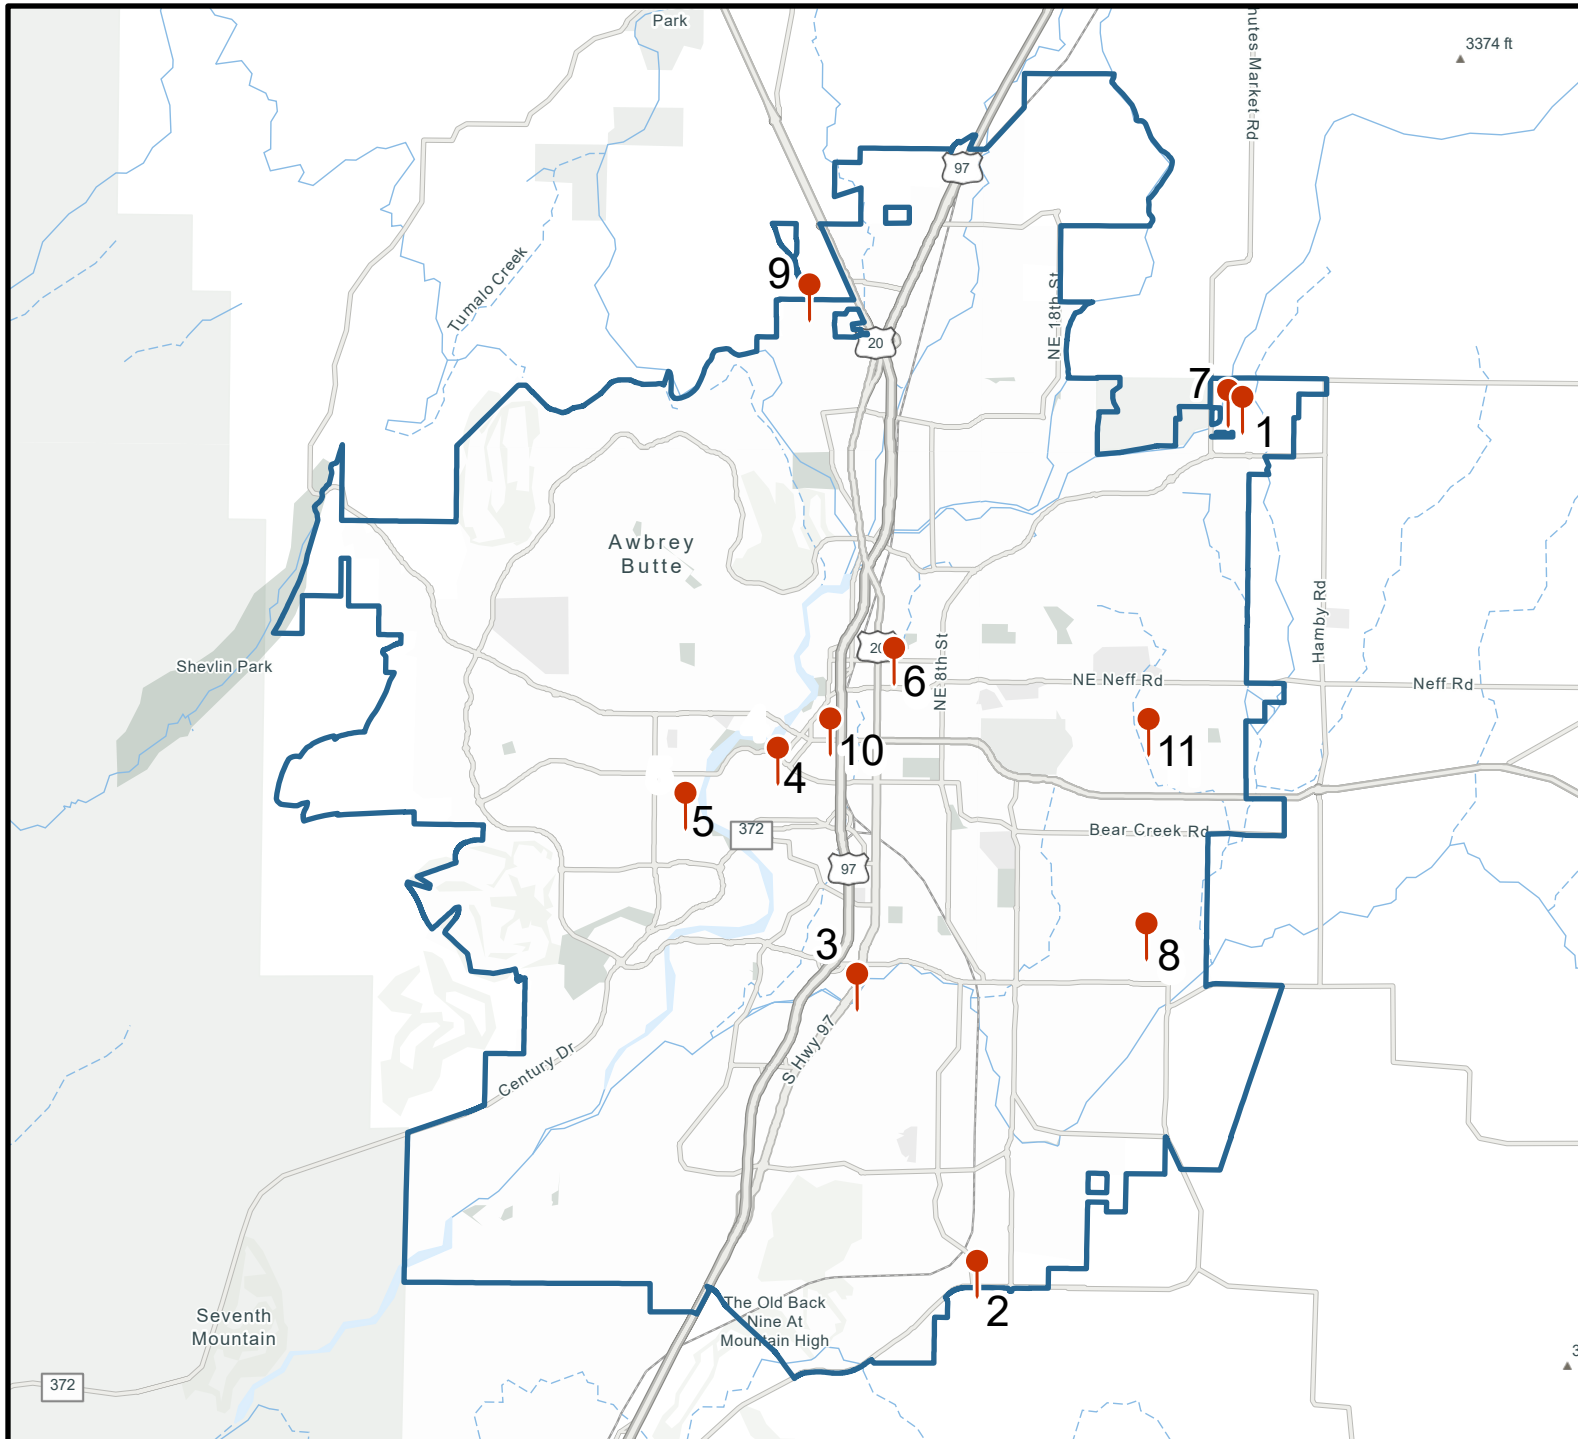 Park
nutes Market Rd
3374 ft
97
9
Tumalo Creek
20
NE 18th St
7
1
Awbrey
Butte
Hamby Rd
Shevlin Park
20
6
NE 8th St
NE Neff Rd
Neff Rd
10
11
4
5
372
Bear Creek Rd
97
3
8
S Hwy 97
Century Dr
2
The Old Back
Nine At
Mountain High
Seventh
Mountain
372
3